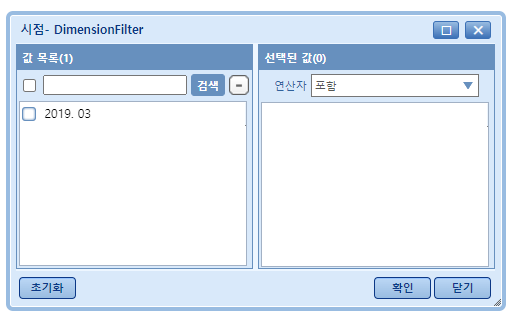 시점- DimensionFilter
값 목록(1)
검색
2019. 03
선택된 값(0)
연산자 포함
초기화
확인 닫기